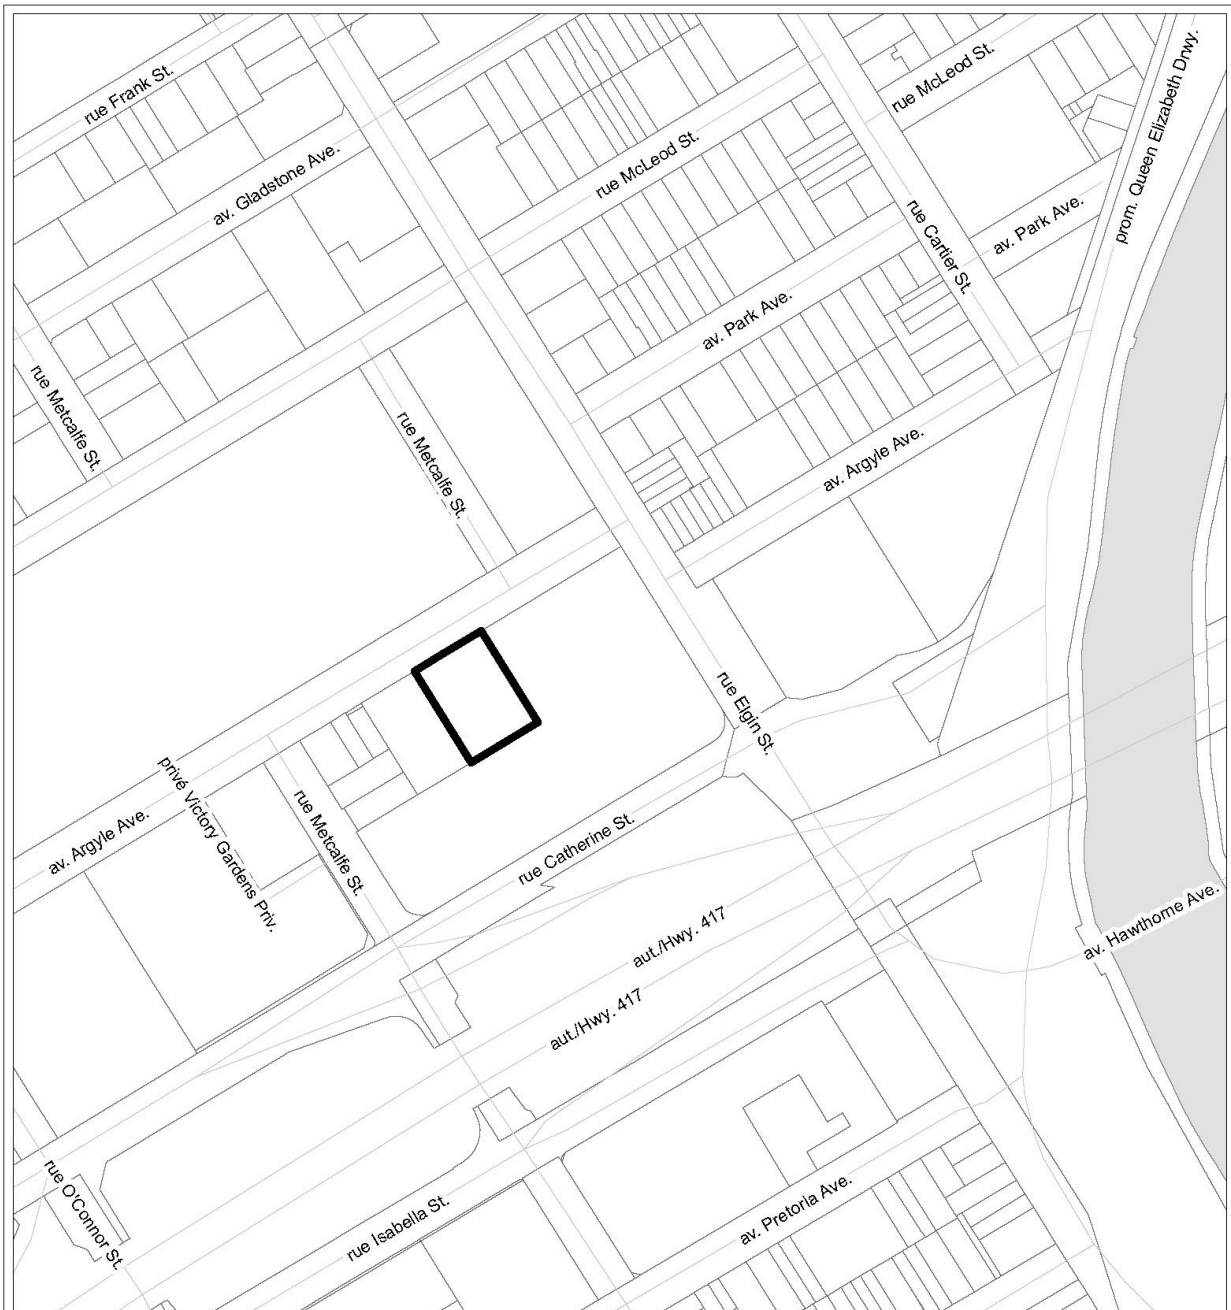 rue Frank St.
av. Gladstone Ave.
rue McLeod St.
rue McLeod St.
prom. Queen Elizabeth Drwy.
rue Cartier St.
av. Park Ave.
av. Park Ave.
rue Metcalfe St.
rue Metcalfe St.
av. Argyle Ave.
rue Elgin St.
privé Victory Gardens Priv.
av. Argyle Ave.
rue Metcalfe St.
rue Catherine St.
aut./Hwy. 417
aut./Hwy. 417
av. Hawthorne Ave.
rue O'Connor St.
rue Isabella St.
av. Pretoria Ave.